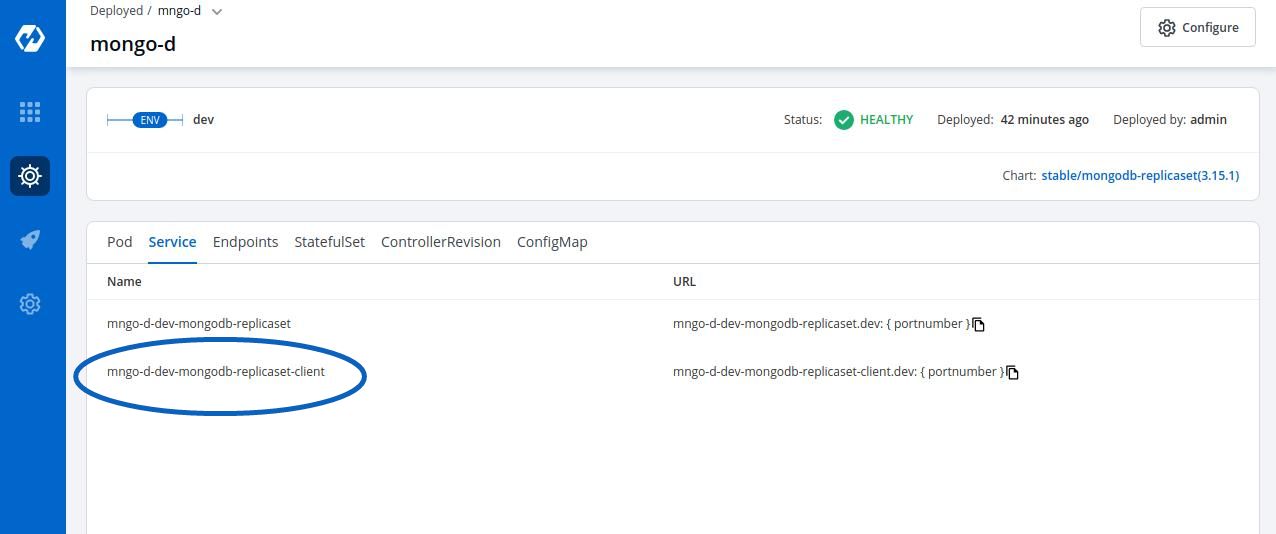 Deployed / mngo-d
mongo-d
Configure
ENV dev Status: HEALTHY Deployed: 42 minutes ago Deployed by: admin
Chart: stable/mongodb-replicaset(3.15.1)
Pod Service Endpoints StatefulSet ControllerRevision ConfigMap
Name URL
mngo-d-dev-mongodb-replicaset mngo-d-dev-mongodb-replicaset.dev: { portnumber }
mngo-d-dev-mongodb-replicaset-client mngo-d-dev-mongodb-replicaset-client.dev: { portnumber }